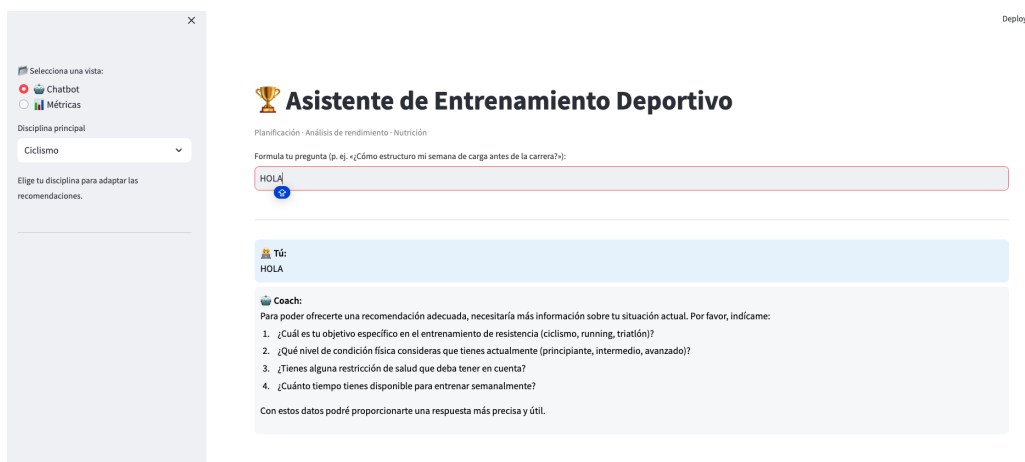 Deploy
Selecciona una vista:
Chatbot
Métricas
Disciplina principal
Ciclismo
Elige tu disciplina para adaptar las
recomendaciones.
Asistente de Entrenamiento Deportivo
Planificación · Análisis de rendimiento · Nutrición
Formula tu pregunta (p. ej. «¿Cómo estructuro mi semana de carga antes de la carrera?»):
HOLA
Tú:
HOLA
Coach:
Para poder ofrecerte una recomendación adecuada, necesitaría más información sobre tu situación actual. Por favor, indícame:
1. ¿Cuál es tu objetivo específico en el entrenamiento de resistencia (ciclismo, running, triatlón)?
2. ¿Qué nivel de condición física consideras que tienes actualmente (principiante, intermedio, avanzado)?
3. ¿Tienes alguna restricción de salud que deba tener en cuenta?
4. ¿Cuánto tiempo tienes disponible para entrenar semanalmente?
Con estos datos podré proporcionarte una respuesta más precisa y útil.